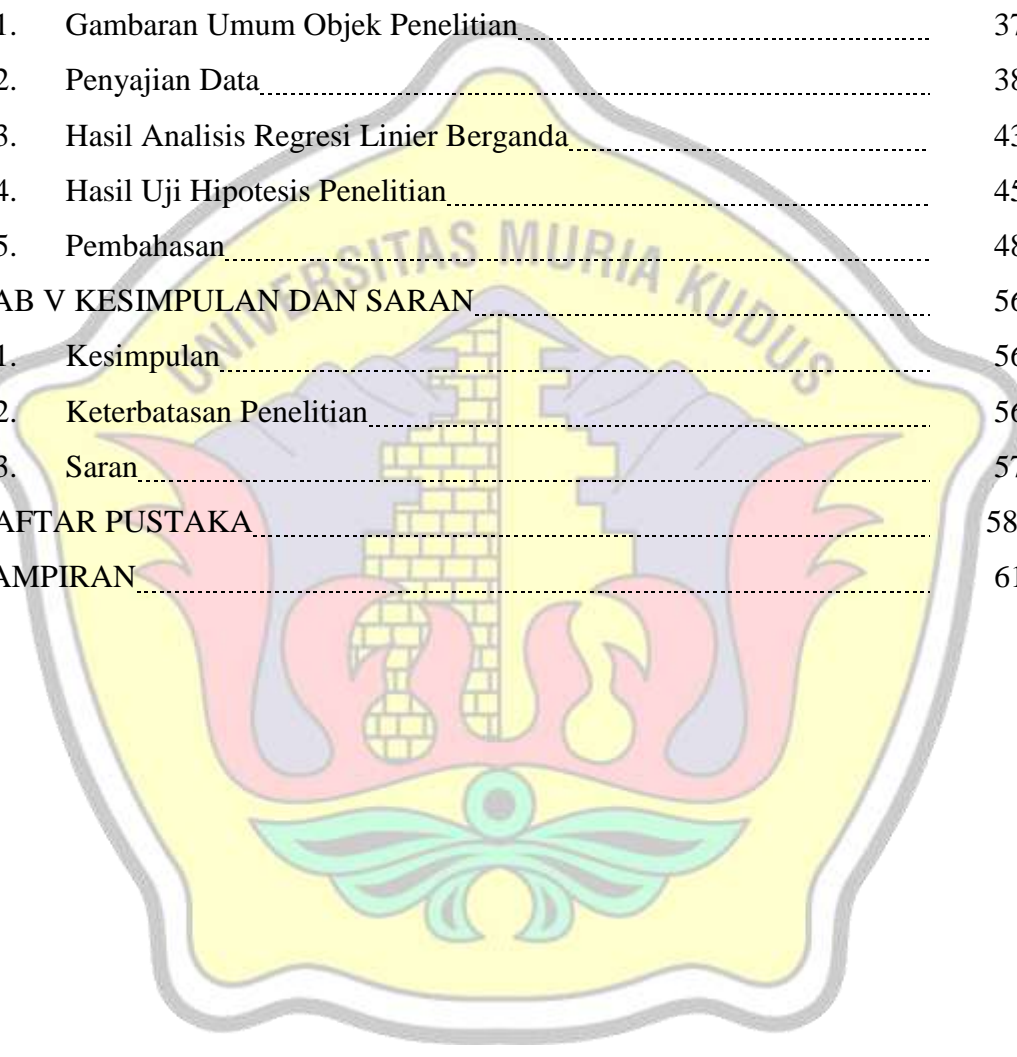 1. Gambaran Umum Objek Penelitian 37
2. Penyajian Data 38
3. Hasil Analisis Regresi Linier Berganda 43
4. Hasil Uji Hipotesis Penelitian 45
5. Pembahasan 48
AB V KESIMPULAN DAN SARAN 56
1. Kesimpulan 56
2. Keterbatasan Penelitian 56
3. Saran 57
AFTAR PUSTAKA 58
AMPIRAN 61
UNIVERSITAS MURIA KUDUS